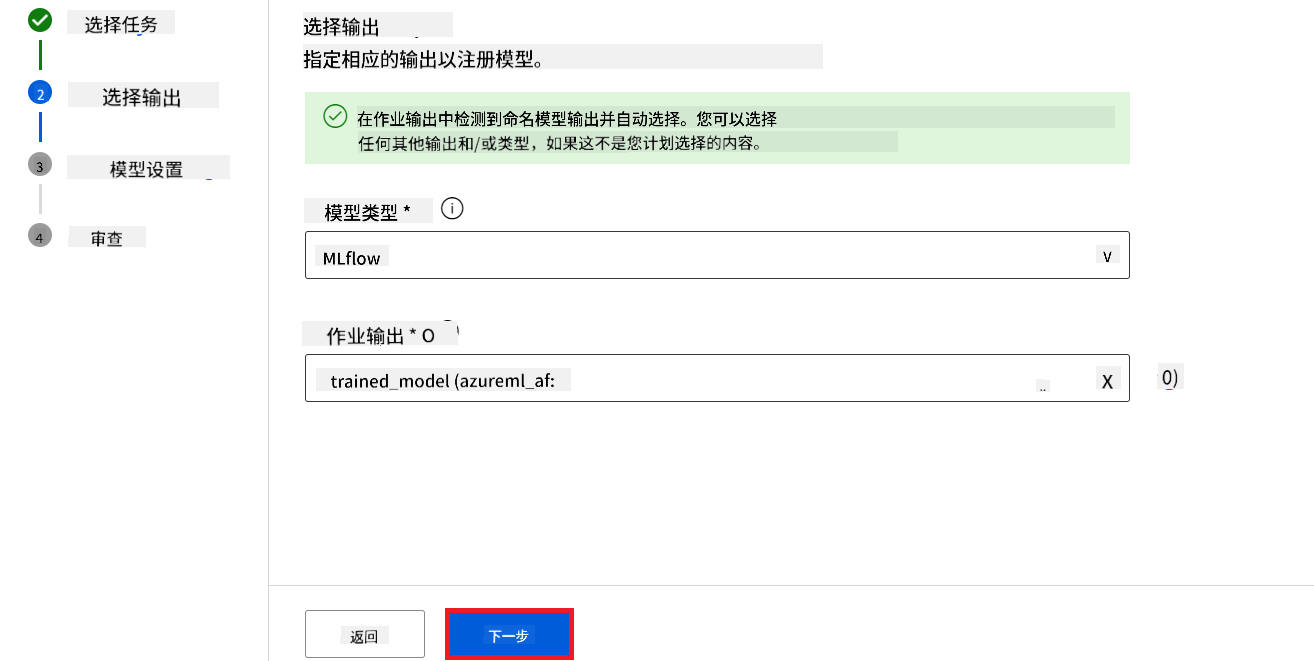 选择任务
2
选择输出
3
模型设置
4
审查
选择输出
指定相应的输出以注册模型。
在作业输出中检测到命名模型输出并自动选择。您可以选择
任何其他输出和/或类型，如果这不是您计划选择的内容。
模型类型 * i
MLflow
作业输出 * O
trained_model (azureml_af:
.. X 0)
返回
下一步